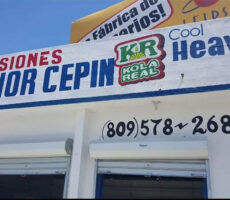 Fábrica de
SIONES
NOR CEPIN
KR
KOLA
REAL
Cool
Heav
(809) 578-268